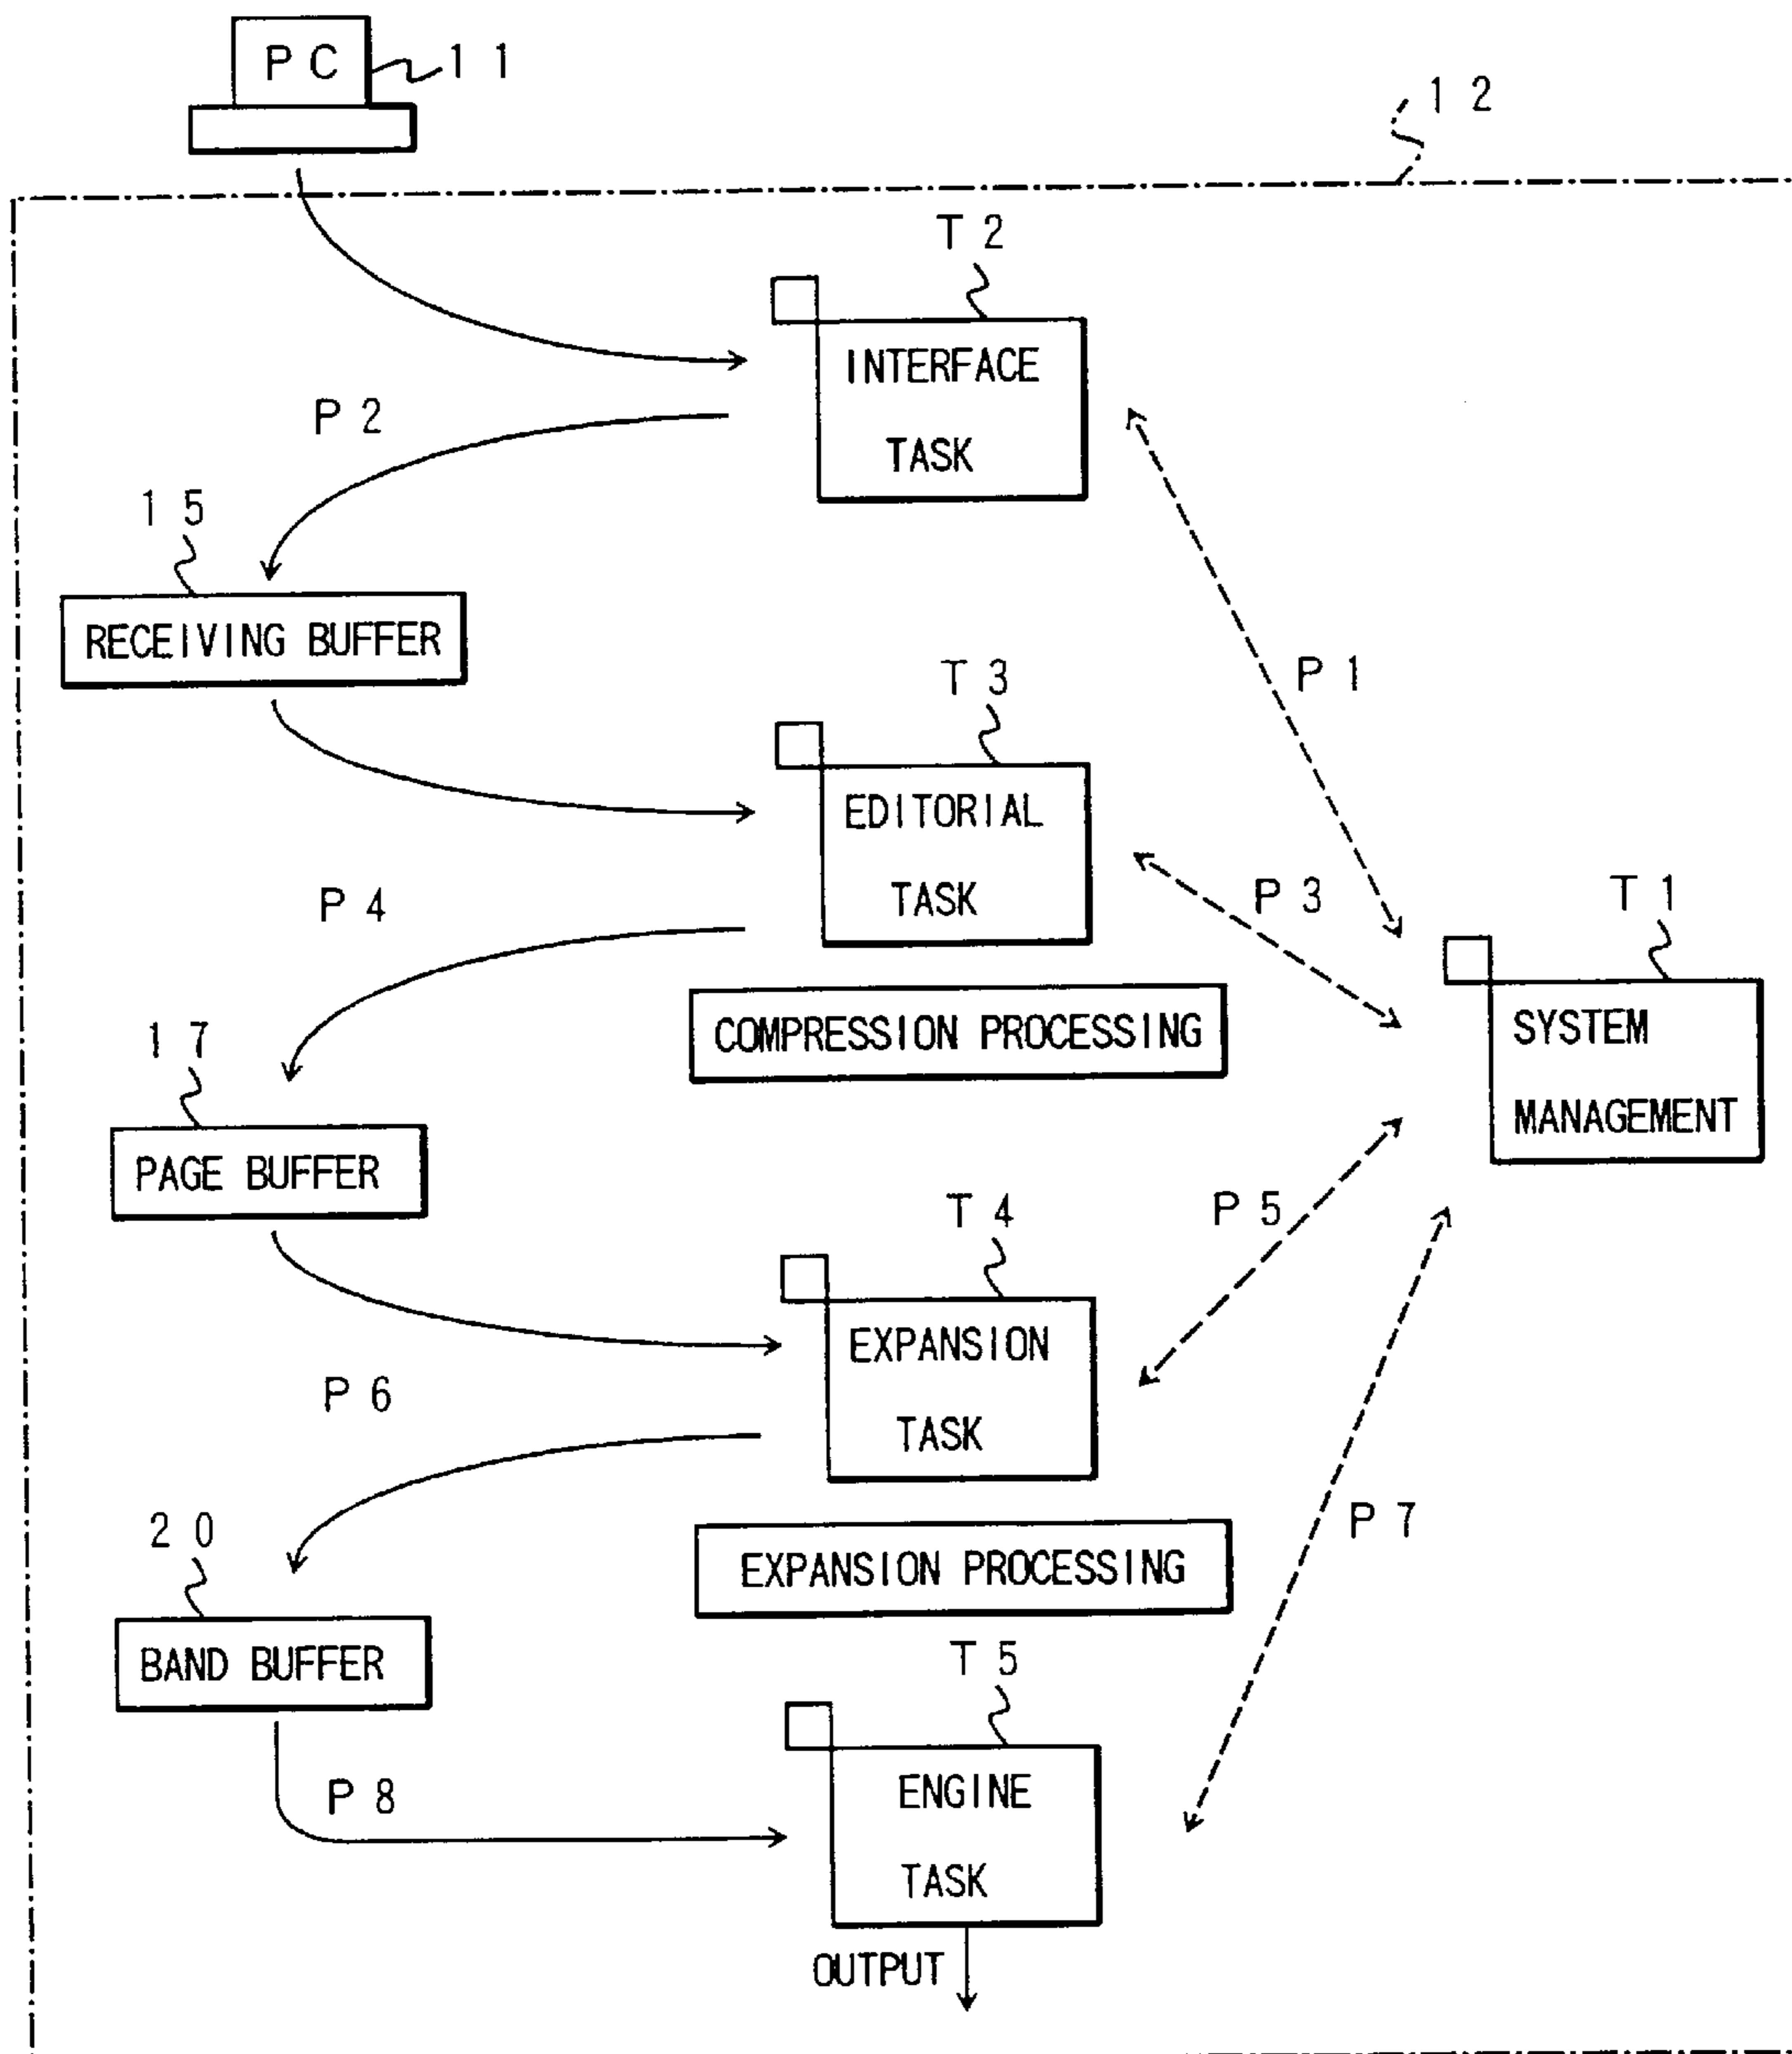 PC
11
12
T2
INTERFACE
TASK
P2
15
RECEIVING BUFFER
P1
T3
EDITORIAL
TASK
P3
P4
T1
SYSTEM
MANAGEMENT
COMPRESSION PROCESSING
17
PAGE BUFFER
P5
T4
EXPANSION
TASK
P6
P7
20
EXPANSION PROCESSING
BAND BUFFER
T5
ENGINE
TASK
P8
OUTPUT